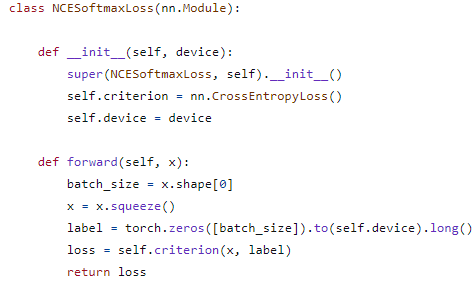 class NCESoftmaxLoss(nn.Module):
    def __init__(self, device):
        super(NCESoftmaxLoss, self).__init__()
        self.criterion = nn.CrossEntropyLoss()
        self.device = device
    def forward(self, x):
        batch_size = x.shape[0]
        x = x.squeeze()
        label = torch.zeros([batch_size]).to(self.device).long()
        loss = self.criterion(x, label)
        return loss